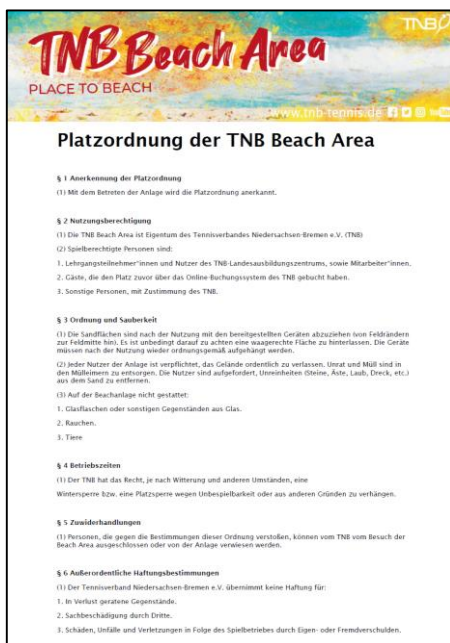 TNB
TNB Beach Area
PLACE TO BEACH
www.tnb-tennis.de
Platzordnung der TNB Beach Area
§ 1 Anerkennung der Platzordnung
(1) Mit dem Betreten der Anlage wird die Platzordnung anerkannt.
§ 2 Nutzungsberechtigung
(1) Die TNB Beach Area ist Eigentum des Tennisverbandes Niedersachsen-Bremen e.V. (TNB)
(2) Spielberechtigte Personen sind:
1. Lehrgangsteilnehmer*innen und Nutzer des TNB-Landesausbildungszentrums, sowie Mitarbeiter*innen.
2. Gäste, die den Platz zuvor über das Online-Buchungssystem des TNB gebucht haben.
3. Sonstige Personen, mit Zustimmung des TNB.
§ 3 Ordnung und Sauberkeit
(1) Die Sandflächen sind nach der Nutzung mit den bereitgestellten Geräten abzuziehen (von Feldrändern
zur Feldmitte hin). Es ist unbedingt darauf zu achten eine waagerechte Fläche zu hinterlassen. Die Geräte
müssen nach der Nutzung wieder ordnungsgemäß aufgehängt werden.
(2) Jeder Nutzer der Anlage ist verpflichtet, das Gelände ordentlich zu verlassen. Unrat und Müll sind in
den Mülleimern zu entsorgen. Die Nutzer sind aufgefordert, Unreinheiten (Steine, Äste, Laub, Dreck, etc.)
aus dem Sand zu entfernen.
(3) Auf der Beachanlage nicht gestattet:
1. Glasflaschen oder sonstigen Gegenständen aus Glas.
2. Rauchen.
3. Tiere
§ 4 Betriebszeiten
(1) Der TNB hat das Recht, je nach Witterung und anderen Umständen, eine
Wintersperre bzw. eine Platzsperre wegen Unbespielbarkeit oder aus anderen Gründen zu verhängen.
§ 5 Zuwiderhandlungen
(1) Personen, die gegen die Bestimmungen dieser Ordnung verstoßen, können vom TNB vom Besuch der
Beach Area ausgeschlossen oder von der Anlage verwiesen werden.
§ 6 Außerordentliche Haftungsbestimmungen
(1) Der Tennisverband Niedersachsen-Bremen e.V. übernimmt keine Haftung für:
1. In Verlust geratene Gegenstände.
2. Sachbeschädigung durch Dritte.
3. Schäden, Unfälle und Verletzungen in Folge des Spielbetriebes durch Eigen- oder Fremdverschulden.